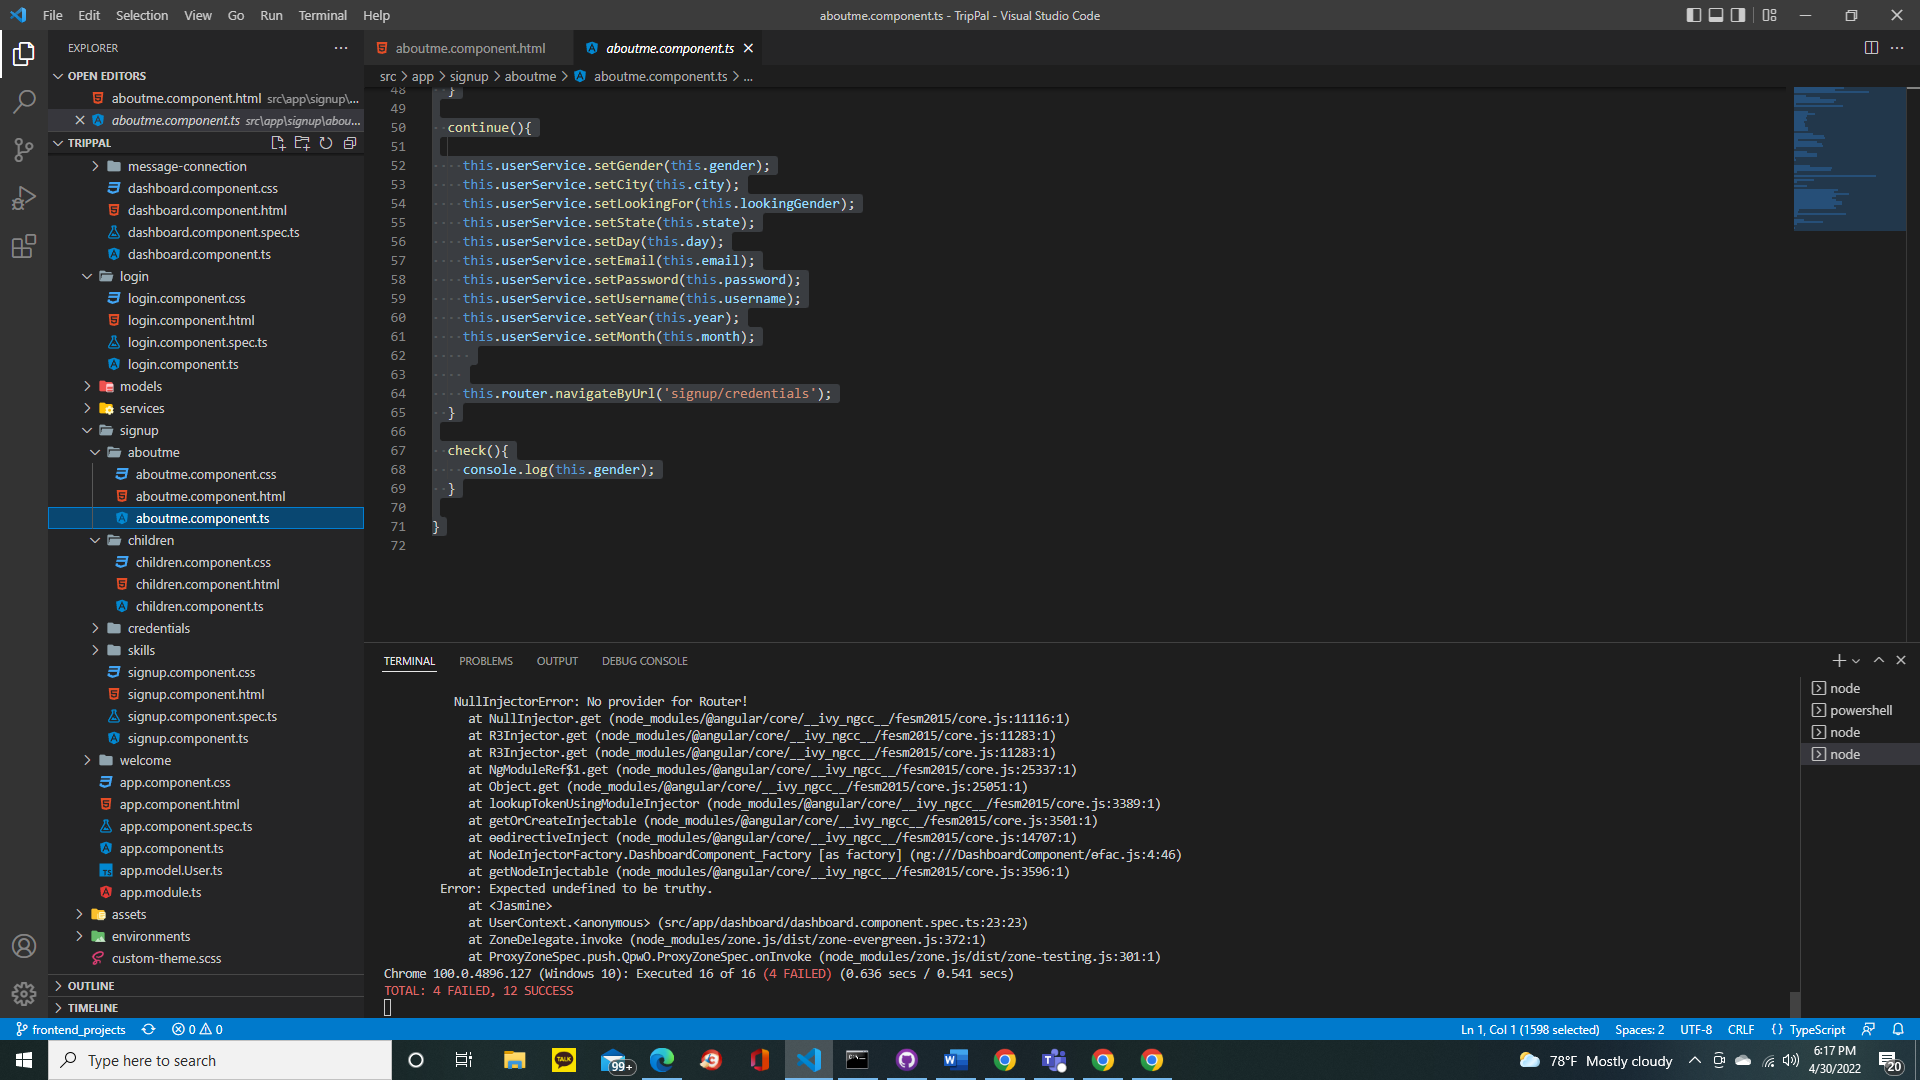 File Edit Selection View Go Run Terminal Help
aboutme.component.ts - TripPal - Visual Studio Code
EXPLORER
OPEN EDITORS
aboutme.component.html src\app\signup\...
aboutme.component.ts src\app\signup\abou...
TRIPPAL
message-connection
dashboard.component.css
dashboard.component.html
dashboard.component.spec.ts
dashboard.component.ts
login
login.component.css
login.component.html
login.component.spec.ts
login.component.ts
models
services
signup
aboutme
aboutme.component.css
aboutme.component.html
aboutme.component.ts
children
children.component.css
children.component.html
children.component.ts
credentials
skills
signup.component.css
signup.component.html
signup.component.spec.ts
signup.component.ts
welcome
app.component.css
app.component.html
app.component.spec.ts
app.component.ts
app.model.User.ts
app.module.ts
assets
environments
custom-theme.scss
OUTLINE
TIMELINE
aboutme.component.html
aboutme.component.ts
src > app > signup > aboutme > aboutme.component.ts > ...
48 }
49
50 continue(){
51
52 this.userService.setGender(this.gender);
53 this.userService.setCity(this.city);
54 this.userService.setLookingFor(this.lookingGender);
55 this.userService.setState(this.state);
56 this.userService.setDay(this.day);
57 this.userService.setEmail(this.email);
58 this.userService.setPassword(this.password);
59 this.userService.setUsername(this.username);
60 this.userService.setYear(this.year);
61 this.userService.setMonth(this.month);
62
63
64 this.router.navigateByUrl('signup/credentials');
65 }
66
67 check(){
68 console.log(this.gender);
69 }
70
71 }
72
TERMINAL PROBLEMS OUTPUT DEBUG CONSOLE
NullInjectorError: No provider for Router!
at NullInjector.get (node_modules/@angular/core/__ivy_ngcc__/fesm2015/core.js:11116:1)
at R3Injector.get (node_modules/@angular/core/__ivy_ngcc__/fesm2015/core.js:11283:1)
at R3Injector.get (node_modules/@angular/core/__ivy_ngcc__/fesm2015/core.js:11283:1)
at NgModuleRef$1.get (node_modules/@angular/core/__ivy_ngcc__/fesm2015/core.js:25337:1)
at Object.get (node_modules/@angular/core/__ivy_ngcc__/fesm2015/core.js:25051:1)
at lookupTokenUsingModuleInjector (node_modules/@angular/core/__ivy_ngcc__/fesm2015/core.js:3389:1)
at getOrCreateInjectable (node_modules/@angular/core/__ivy_ngcc__/fesm2015/core.js:3501:1)
at ɵɵdirectiveInject (node_modules/@angular/core/__ivy_ngcc__/fesm2015/core.js:14707:1)
at NodeInjectorFactory.DashboardComponent_Factory [as factory] (ng:///DashboardComponent/ɵfac.js:4:46)
at getNodeInjectable (node_modules/@angular/core/__ivy_ngcc__/fesm2015/core.js:3596:1)
Error: Expected undefined to be truthy.
at <Jasmine>
at UserContext.<anonymous> (src/app/dashboard/dashboard.component.spec.ts:23:23)
at ZoneDelegate.invoke (node_modules/zone.js/dist/zone-evergreen.js:372:1)
at ProxyZoneSpec.push.QpwO.ProxyZoneSpec.onInvoke (node_modules/zone.js/dist/zone-testing.js:301:1)
Chrome 100.0.4896.127 (Windows 10): Executed 16 of 16 (4 FAILED) (0.636 secs / 0.541 secs)
TOTAL: 4 FAILED, 12 SUCCESS
node
powershell
node
node
frontend_projects 0 0
Ln 1, Col 1 (1598 selected) Spaces: 2 UTF-8 CRLF {} TypeScript
Type here to search
TALK
99+
78°F Mostly cloudy
6:17 PM
4/30/2022
20